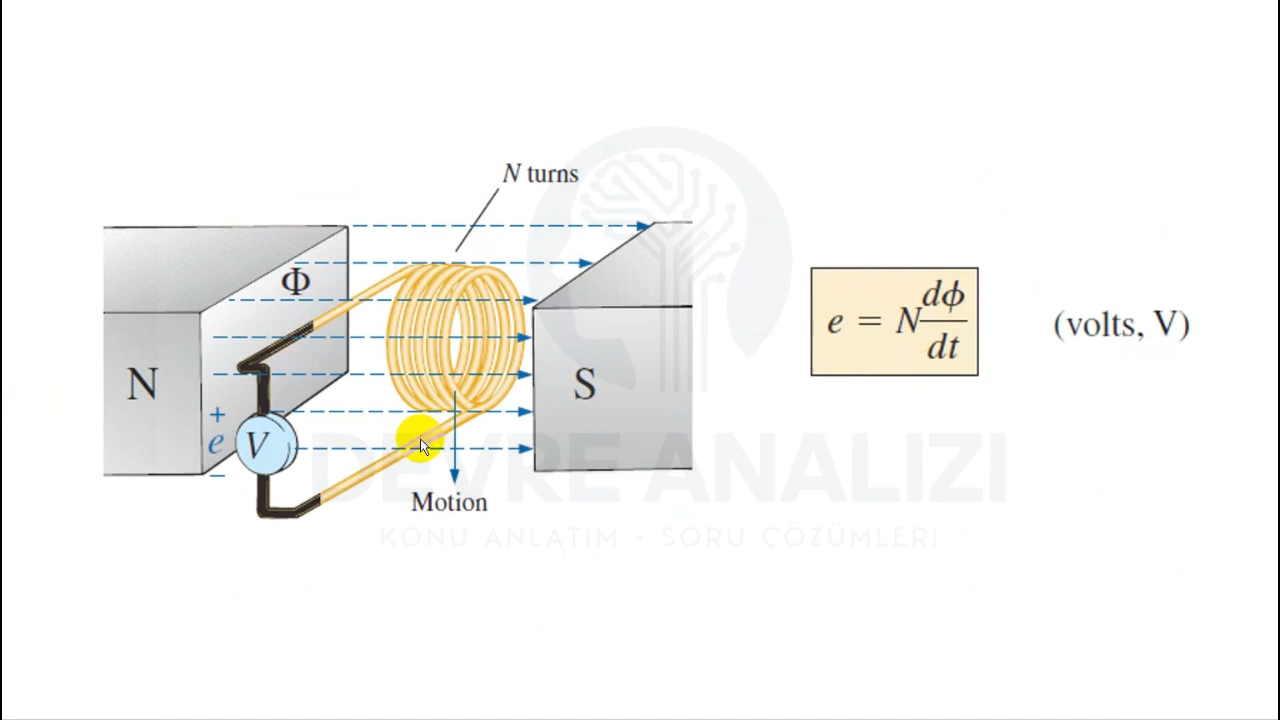 N turns
Φ
N
S
+
e
V
−
Motion
e = N dϕ/dt
(volts, V)
DEVRE ANALIZI
KONU ANLATIM - SORU ÇÖZÜMLERI